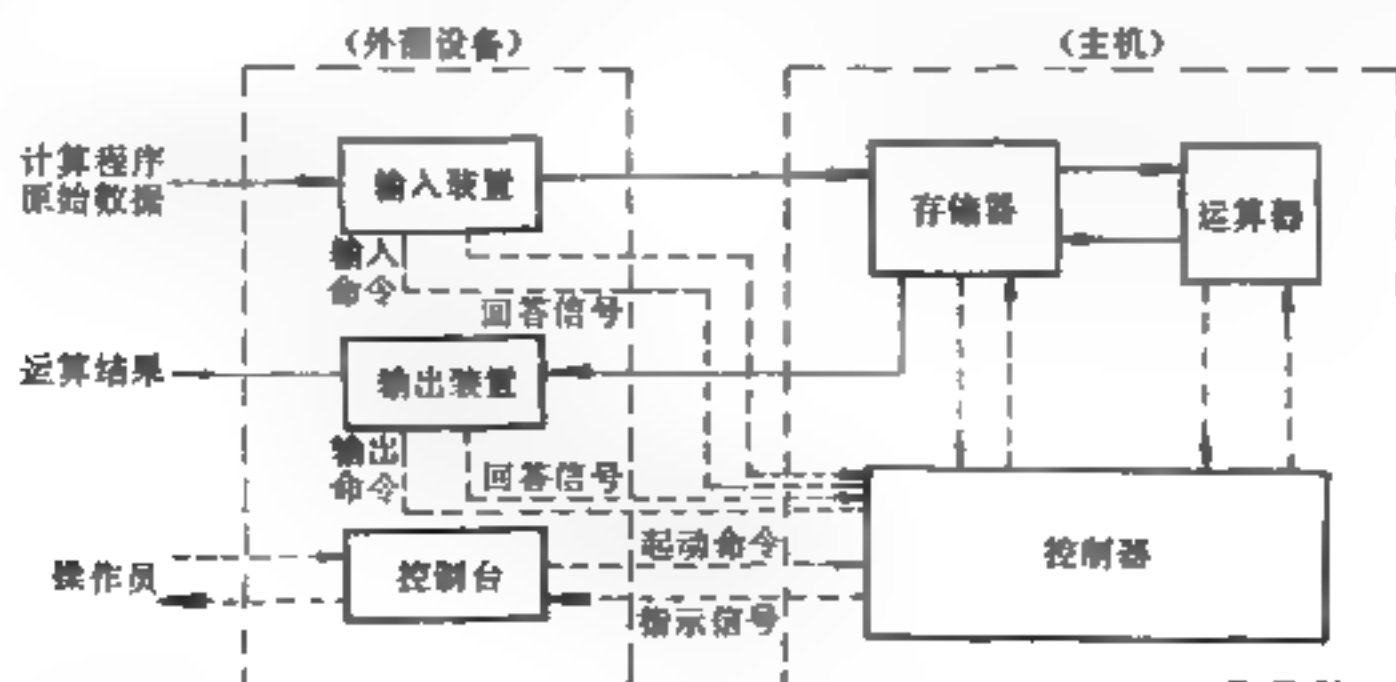 （外部设备）
（主机）
计算程序
原始数据
输入装置
存储器
运算器
输入
命令
回答信号
运算结果
输出装置
输出
命令
回答信号
起动命令
操作员
控制台
控制器
指示信号